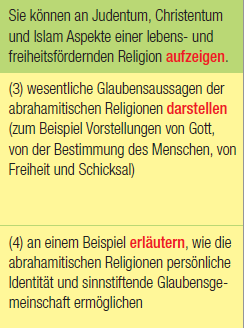 Sie können an Judentum, Christentum
und Islam Aspekte einer lebens- und
freiheitsfördernden Religion aufzeigen.
(3) wesentliche Glaubensaussagen der
abrahamitischen Religionen darstellen
(zum Beispiel Vorstellungen von Gott,
von der Bestimmung des Menschen, von
Freiheit und Schicksal)
(4) an einem Beispiel erläutern, wie die
abrahamitischen Religionen persönliche
Identität und sinnstiftende Glaubensge-
meinschaft ermöglichen